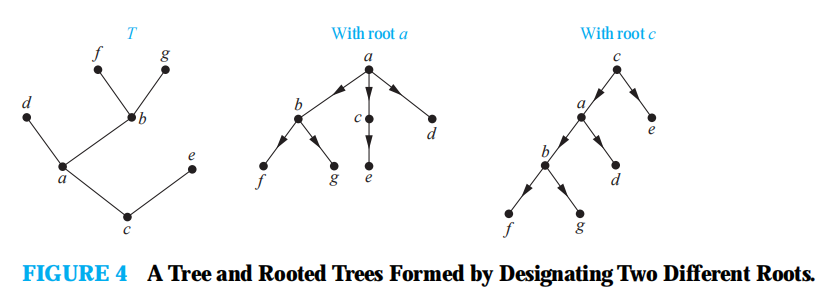 T With root a With root c
f g a c
d b b c d a e
a e f g e b d
c f g
FIGURE 4 A Tree and Rooted Trees Formed by Designating Two Different Roots.